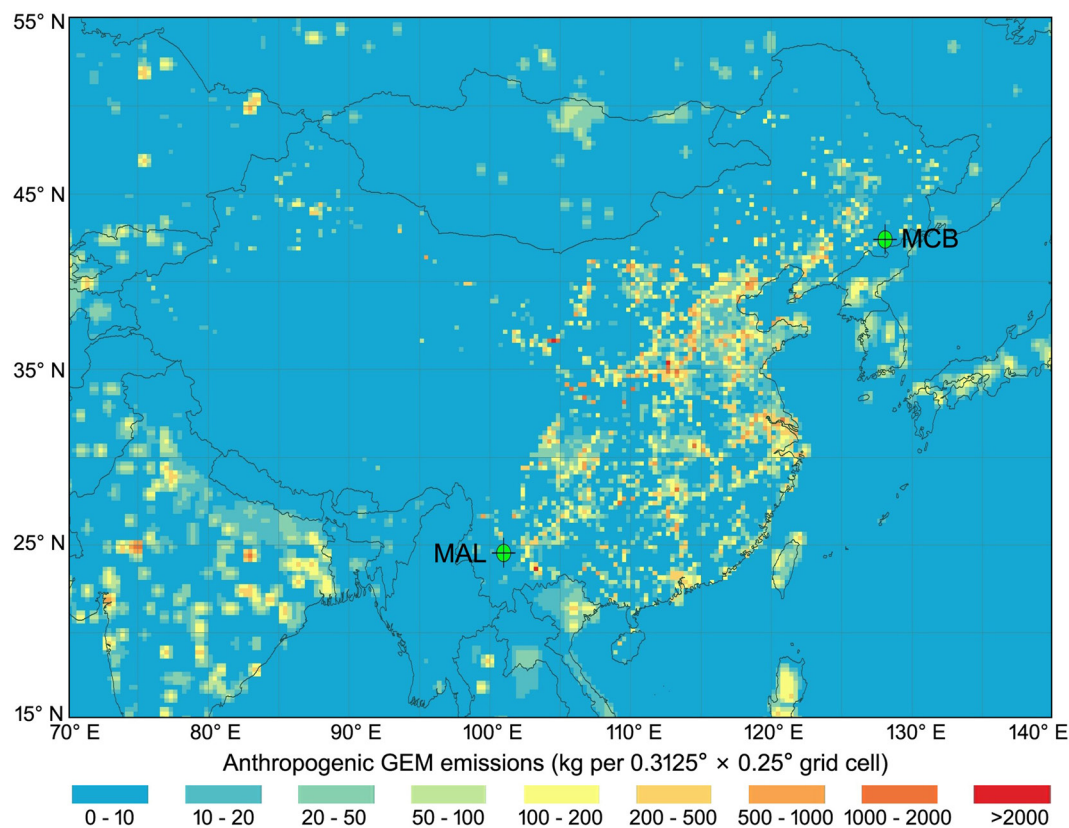 55° N
45° N
35° N
25° N
15° N
MCB
MAL
70° E 80° E 90° E 100° E 110° E 120° E 130° E 140° E
Anthropogenic GEM emissions (kg per 0.3125° × 0.25° grid cell)
0 - 10 10 - 20 20 - 50 50 - 100 100 - 200 200 - 500 500 - 1000 1000 - 2000 >2000